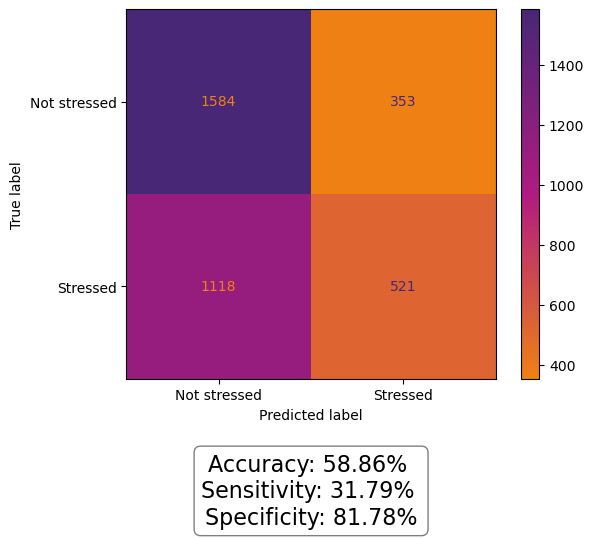 True label
Not stressed
1584
353
Stressed
1118
521
Not stressed
Stressed
Predicted label
1400
1200
1000
800
600
400
Accuracy: 58.86%
Sensitivity: 31.79%
Specificity: 81.78%